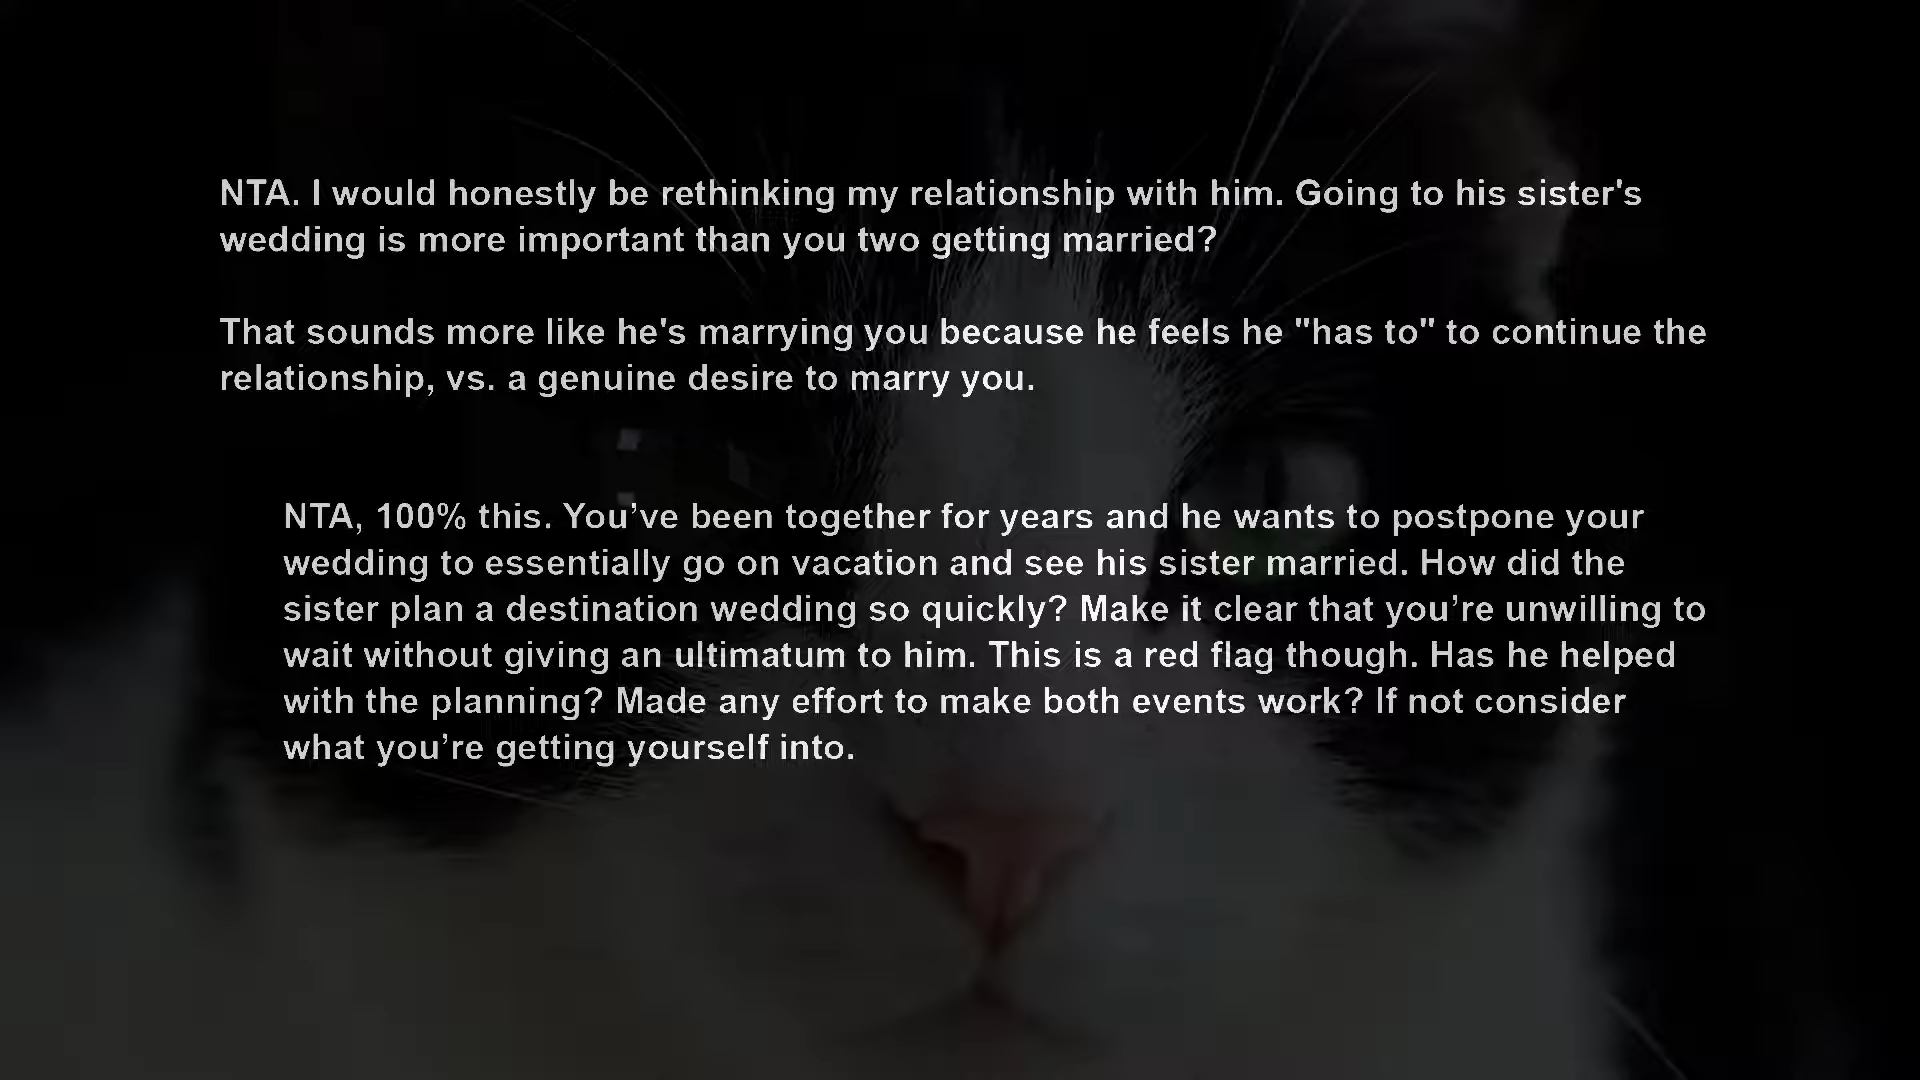 NTA. I would honestly be rethinking my relationship with him. Going to his sister's
wedding is more important than you two getting married?
That sounds more like he's marrying you because he feels he "has to" to continue the
relationship, vs. a genuine desire to marry you.
NTA, 100% this. You’ve been together for years and he wants to postpone your
wedding to essentially go on vacation and see his sister married. How did the
sister plan a destination wedding so quickly? Make it clear that you’re unwilling to
wait without giving an ultimatum to him. This is a red flag though. Has he helped
with the planning? Made any effort to make both events work? If not consider
what you’re getting yourself into.